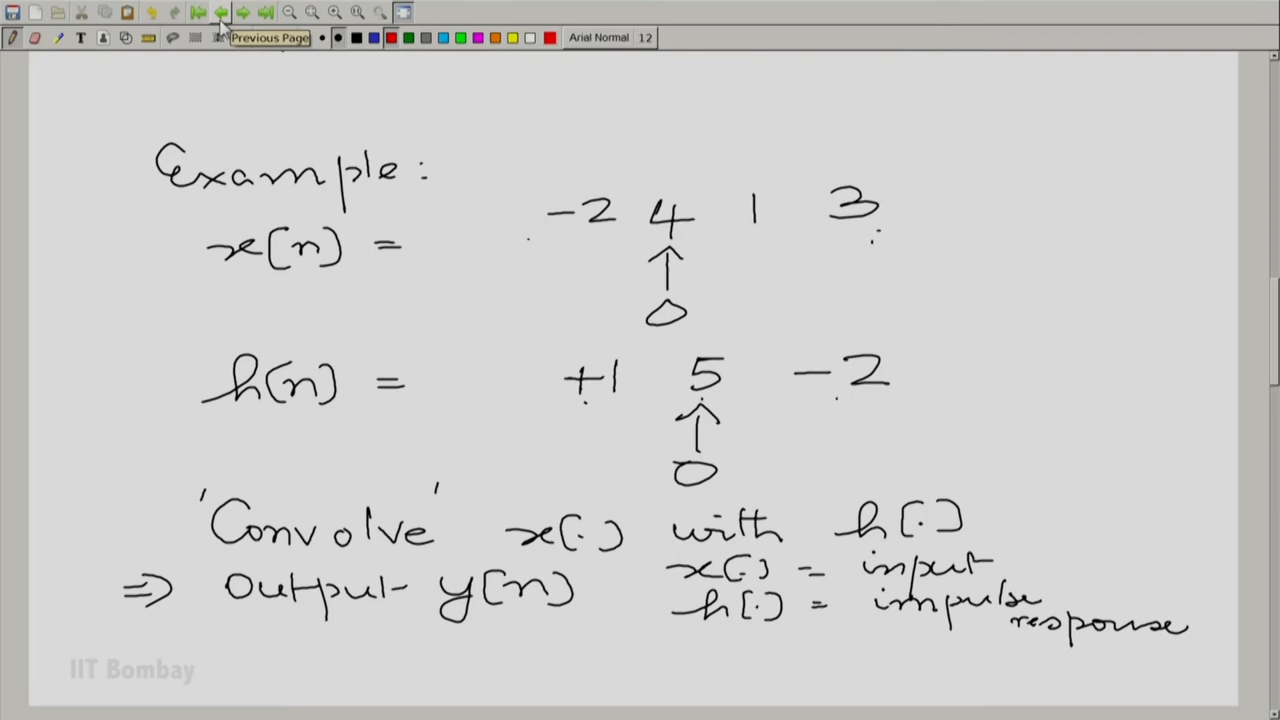 Previous Page
Arial Normal 12
Example:
x[n] = -2 4 1 3
↑
0
h[n] = +1 5 -2
↑
0
'Convolve' x[.] with h[.]
x[.] = input
⇒ Output y[n]
h[.] = impulse
response
IIT Bombay